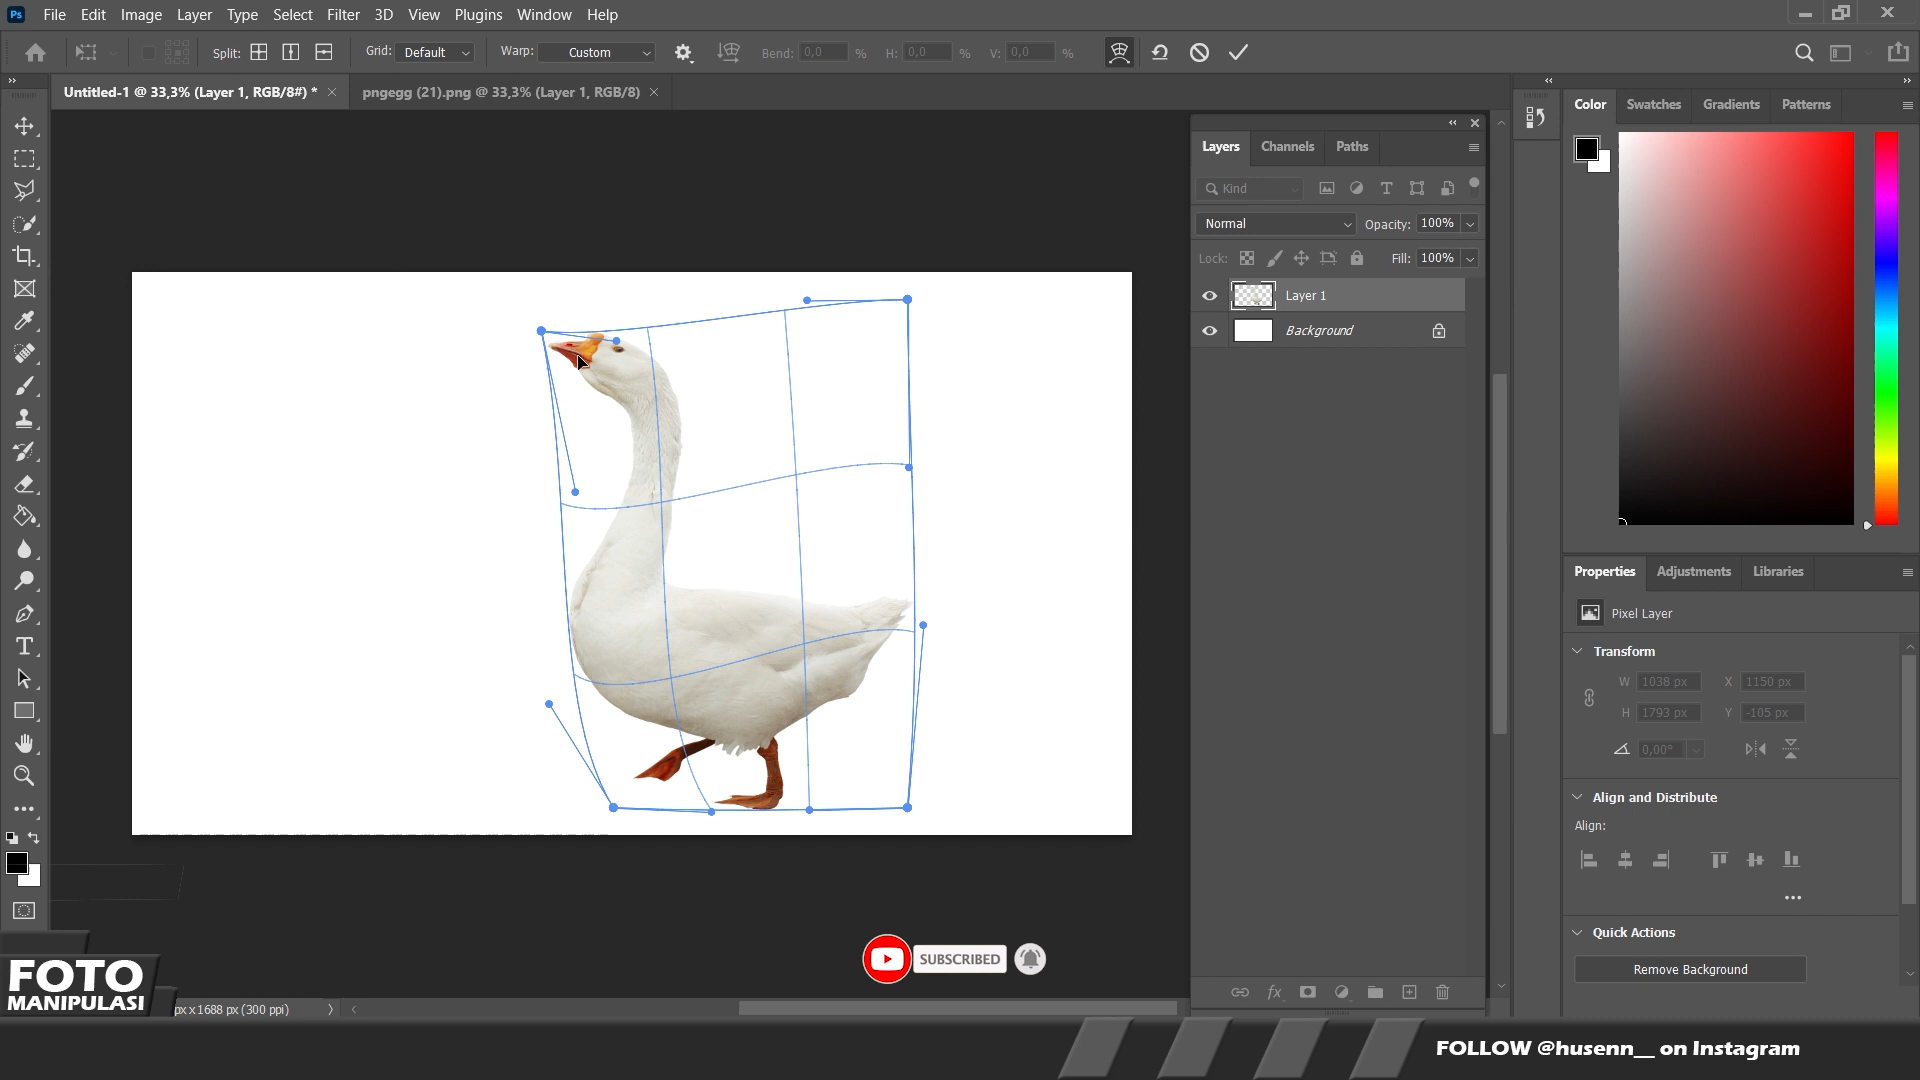 Ps File Edit Image Layer Type Select Filter 3D View Plugins Window Help
Split: Grid: Default Warp: Custom Bend: 0,0 % H: 0,0 % V: 0,0 %
Untitled-1 @ 33,3% (Layer 1, RGB/8#) * × pngegg (21).png @ 33,3% (Layer 1, RGB/8) ×
Layers Channels Paths
Kind
Normal Opacity: 100%
Lock: Fill: 100%
Layer 1
Background
fx
Color Swatches Gradients Patterns
Properties Adjustments Libraries
Pixel Layer
Transform
W 1038 px X 1150 px
H 1793 px Y -105 px
0,00°
Align and Distribute
Align:
Quick Actions
Remove Background
SUBSCRIBED
FOTO
MANIPULASI
px x 1688 px (300 ppi)
FOLLOW @husenn__ on Instagram